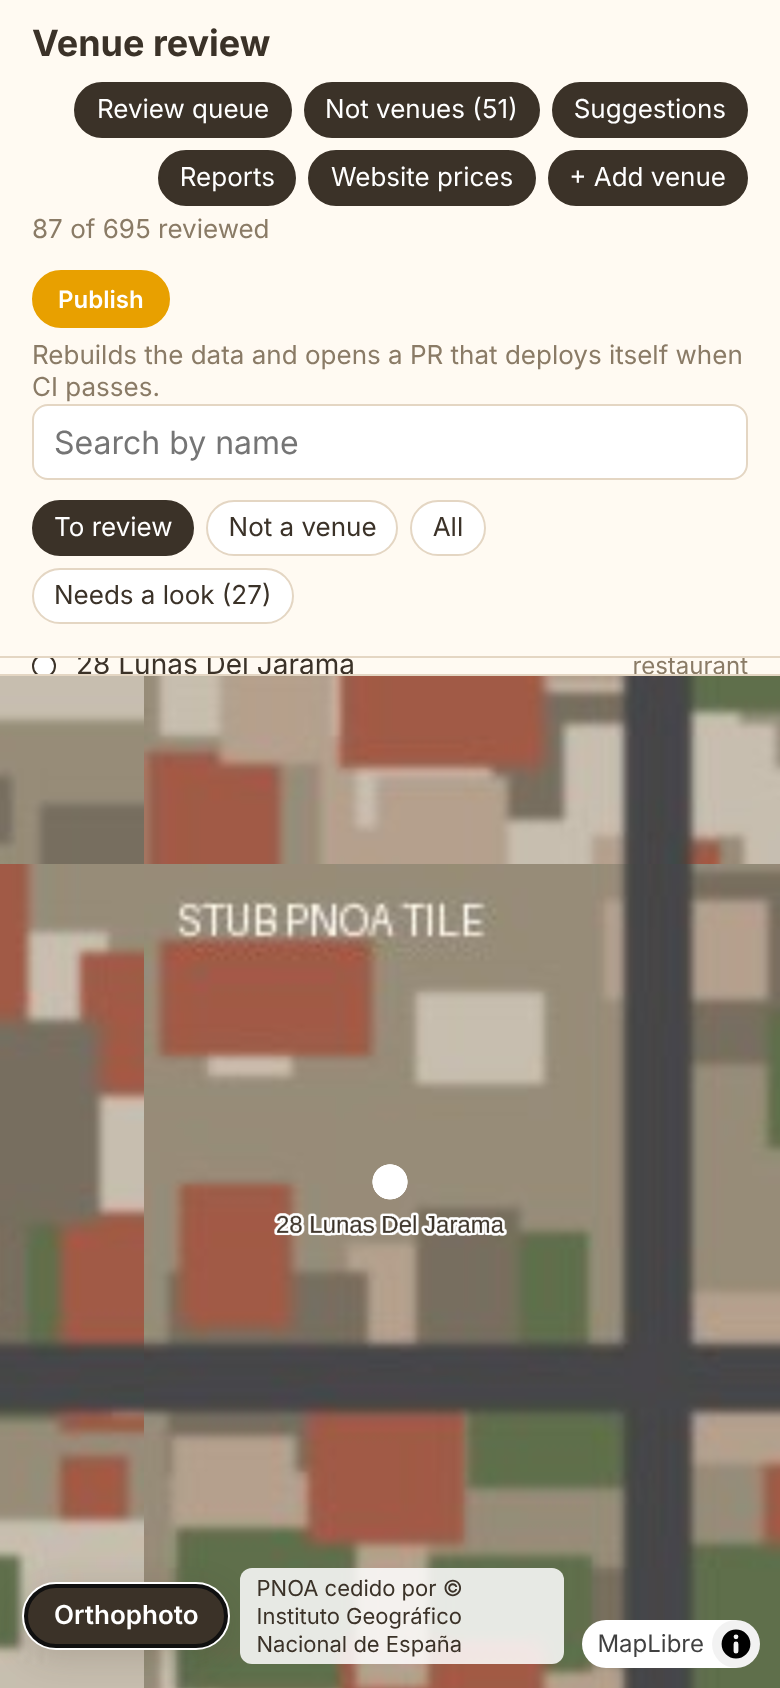 Venue review
Review queue
Not venues (51)
Suggestions
Reports
Website prices
+ Add venue
87 of 695 reviewed
Publish
Rebuilds the data and opens a PR that deploys itself when
CI passes.
Search by name
To review
Not a venue
All
Needs a look (27)
28 Lunas Del Jarama
restaurant
STUB PNOA TILE
28 Lunas Del Jarama
Orthophoto
PNOA cedido por ©
Instituto Geográfico
Nacional de España
MapLibre